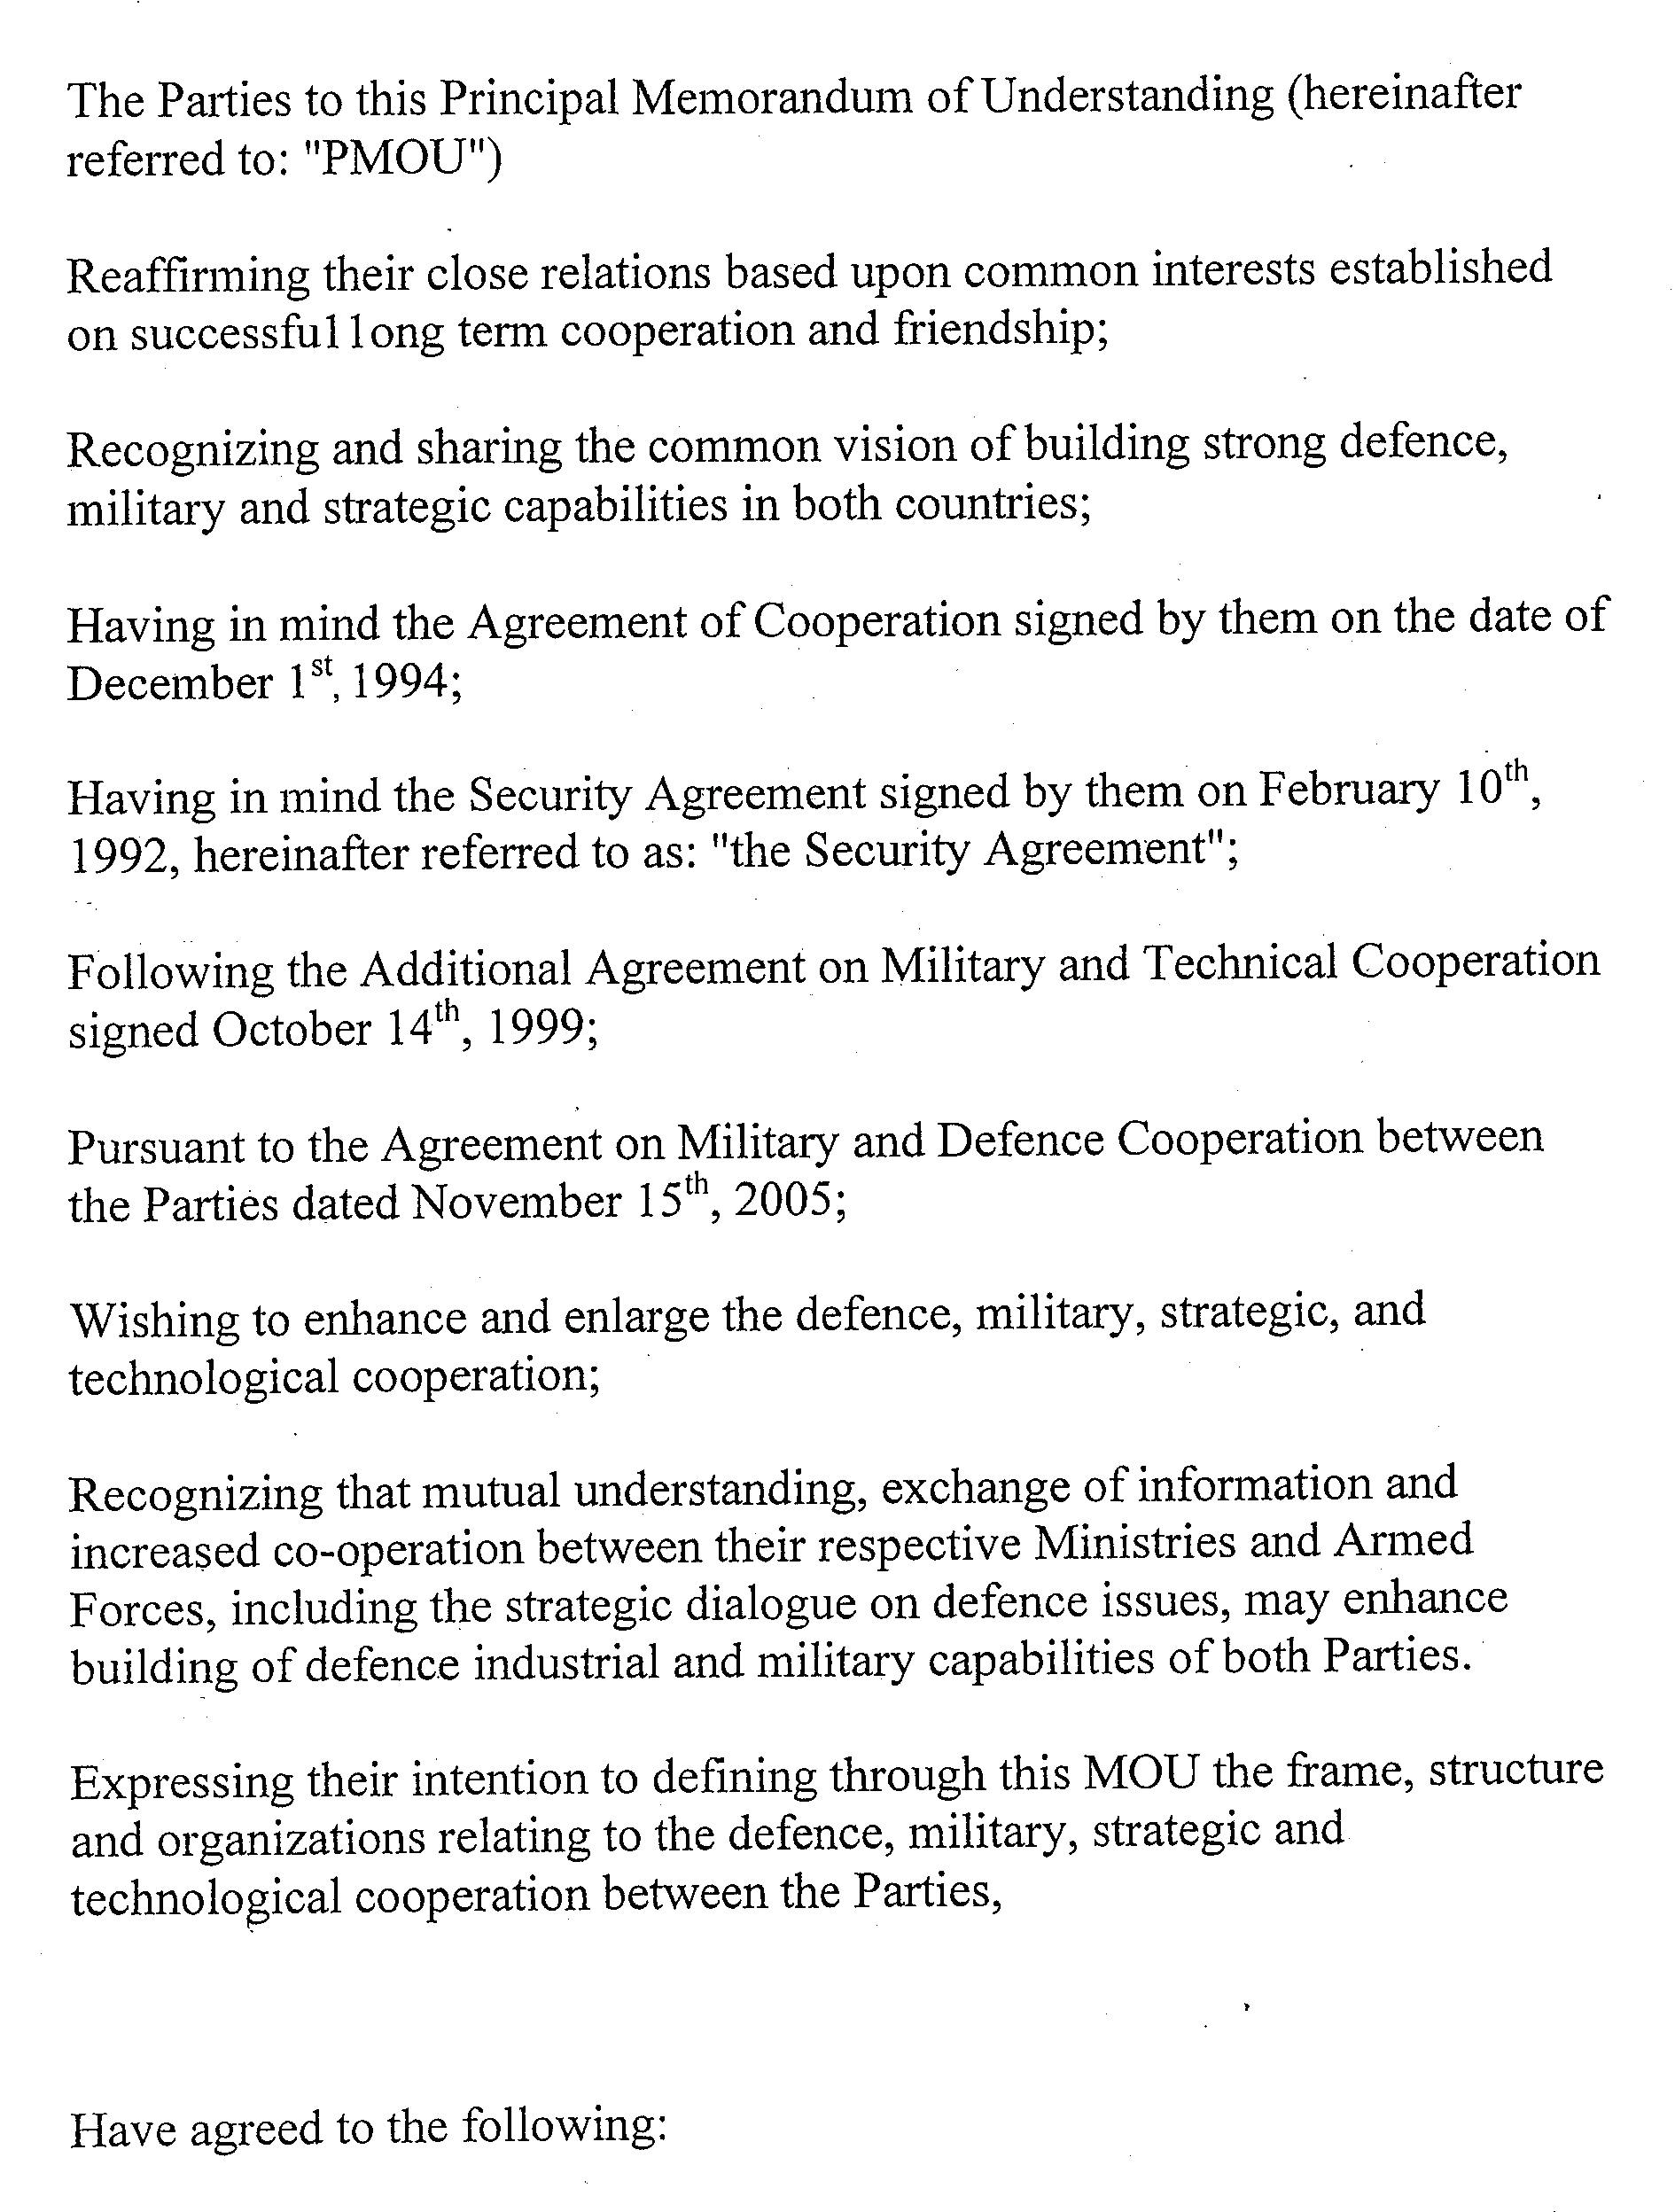 The Parties to this Principal Memorandum of Understanding (hereinafter
referred to: "PMOU")
Reaffirming their close relations based upon common interests established
on successful long term cooperation and friendship;
Recognizing and sharing the common vision of building strong defence,
military and strategic capabilities in both countries;
Having in mind the Agreement of Cooperation signed by them on the date of
December 1st, 1994;
Having in mind the Security Agreement signed by them on February 10th,
1992, hereinafter referred to as: "the Security Agreement";
Following the Additional Agreement on Military and Technical Cooperation
signed October 14th, 1999;
Pursuant to the Agreement on Military and Defence Cooperation between
the Parties dated November 15th, 2005;
Wishing to enhance and enlarge the defence, military, strategic, and
technological cooperation;
Recognizing that mutual understanding, exchange of information and
increased co-operation between their respective Ministries and Armed
Forces, including the strategic dialogue on defence issues, may enhance
building of defence industrial and military capabilities of both Parties.
Expressing their intention to defining through this MOU the frame, structure
and organizations relating to the defence, military, strategic and
technological cooperation between the Parties,
Have agreed to the following: